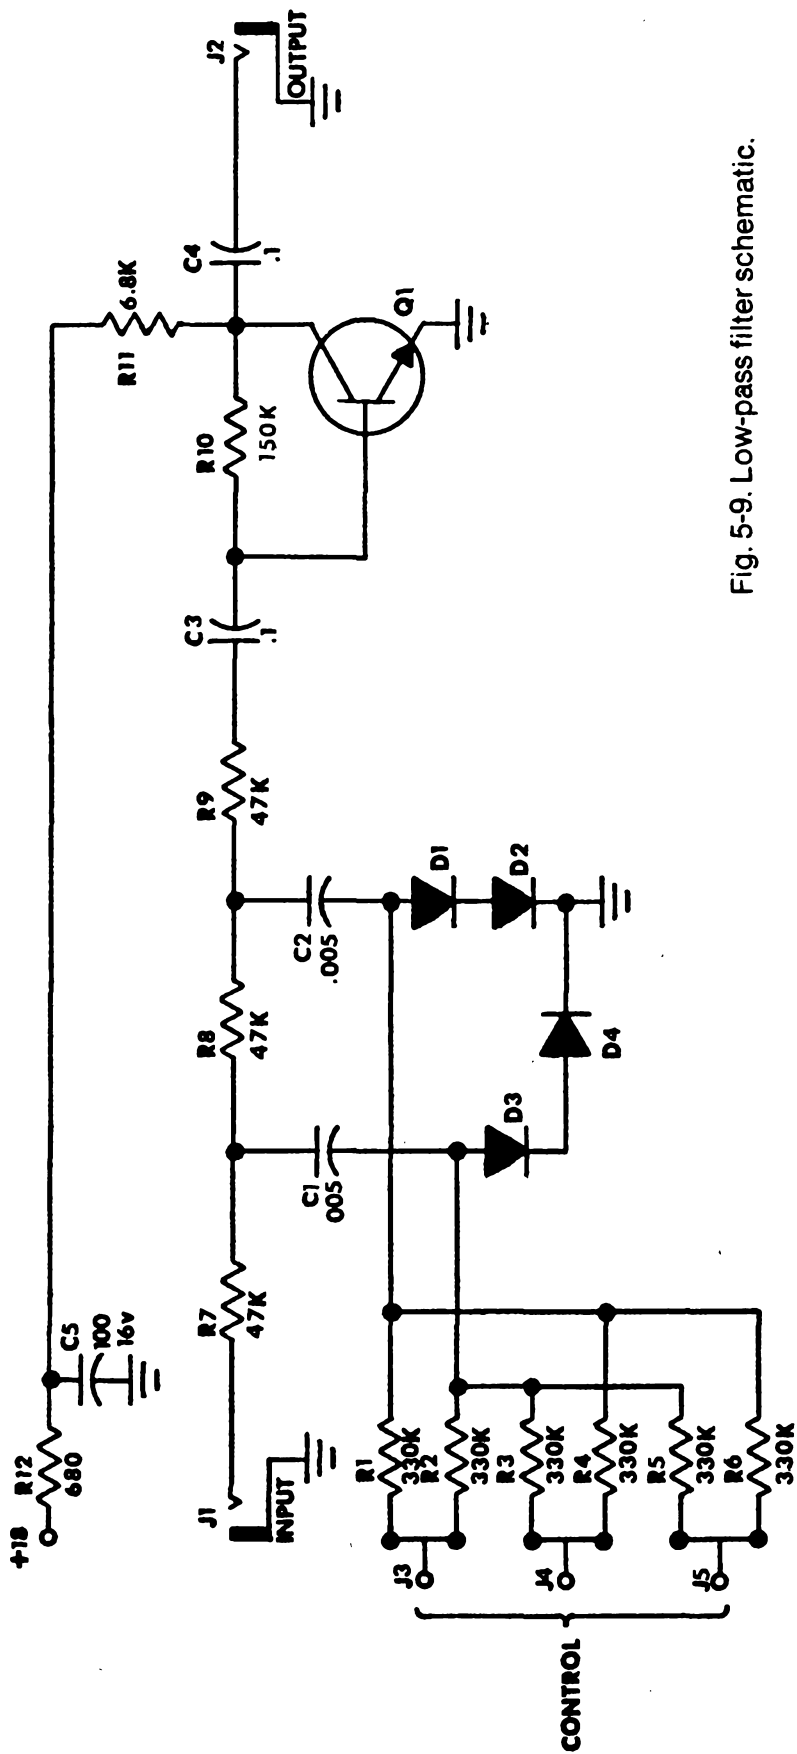 +18
R12
680
C5
100
16v
R11
6.8K
J1
INPUT
R7
47K
R8
47K
R9
47K
C3
.1
R10
150K
C4
.1
J2
OUTPUT
Q1
C1
005
C2
.005
D1
D2
D3
D4
CONTROL
J3
J4
J5
R1
330K
R2
330K
R3
330K
R4
330K
R5
330K
R6
330K
Fig. 5-9. Low-pass filter schematic.